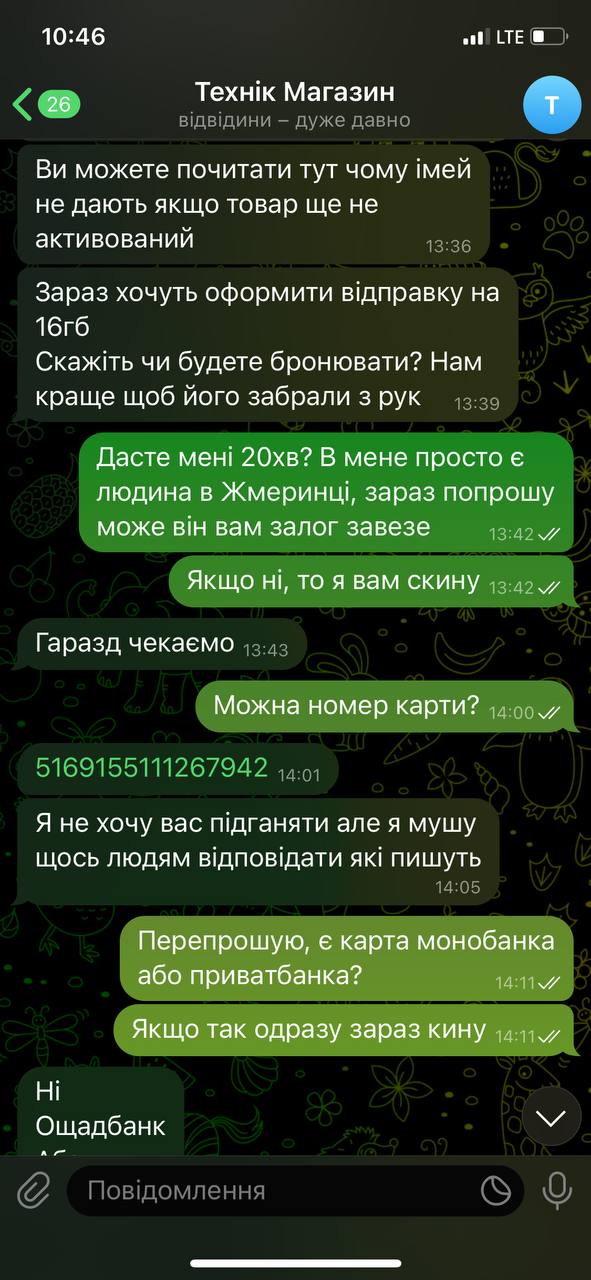 10:46
LTE
26
Технік Магазин
відвідини – дуже давно
Т
Ви можете почитати тут чому імей
не дають якщо товар ще не
активований
13:36
Зараз хочуть оформити відправку на
16гб
Скажіть чи будете бронювати? Нам
краще щоб його забрали з рук
13:39
Дасте мені 20хв? В мене просто є
людина в Жмеринці, зараз попрошу
може він вам залог завезе
13:42
Якщо ні, то я вам скину
13:42
Гаразд чекаємо
13:43
Можна номер карти?
14:00
5169155111267942
14:01
Я не хочу вас підганяти але я мушу
щось людям відповідати які пишуть
14:05
Перепрошую, є карта монобанка
або приватбанка?
14:11
Якщо так одразу зараз кину
14:11
Ні
Ощадбанк
Повідомлення